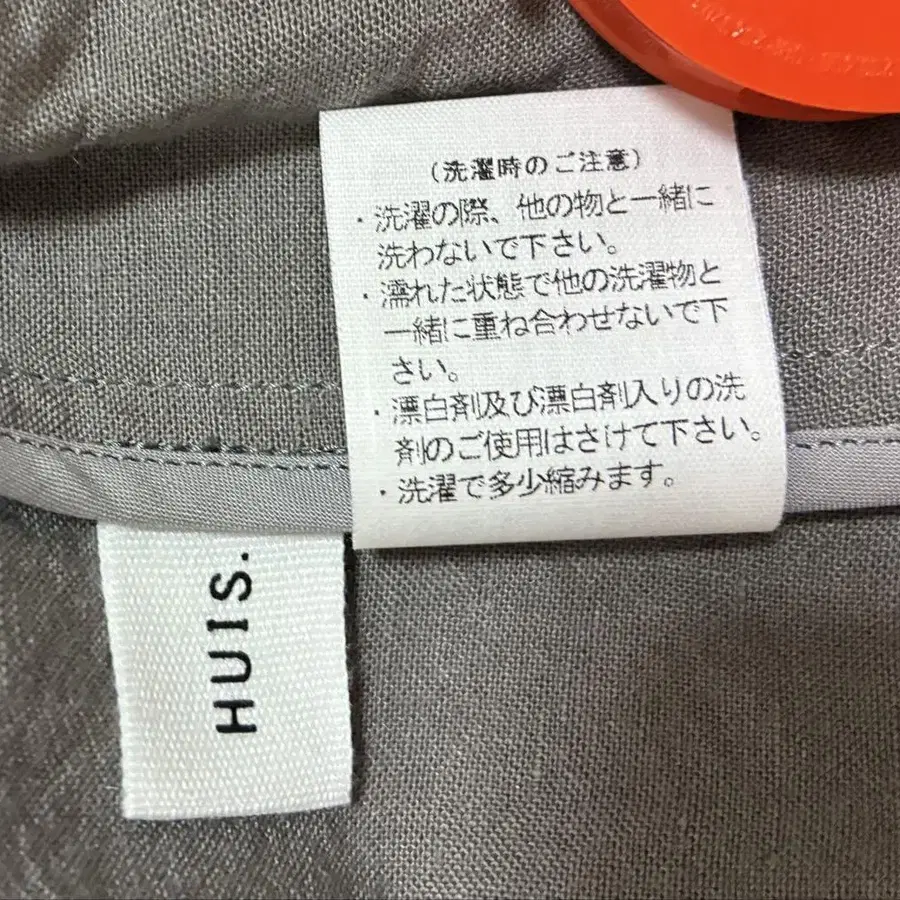 (洗濯時のご注意)
・洗濯の際、他の物と一緒に
洗わないで下さい。
・濡れた状態で他の洗濯物と
一緒に重ね合わせないで下
さい。
・漂白剤及び漂白剤入りの洗
剤のご使用はさけて下さい。
・洗濯で多少縮みます。
HUIS.